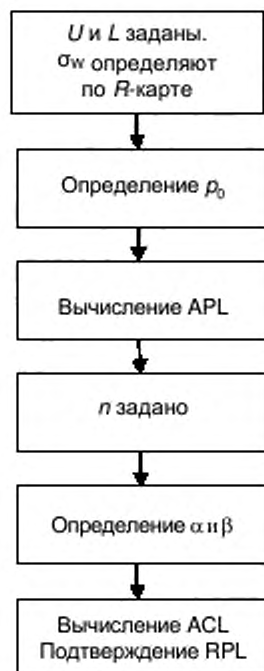 U и L заданы.
σw определяют
по R-карте
Определение p₀
Вычисление APL
n задано
Определение α и β
Вычисление ACL
Подтверждение RPL